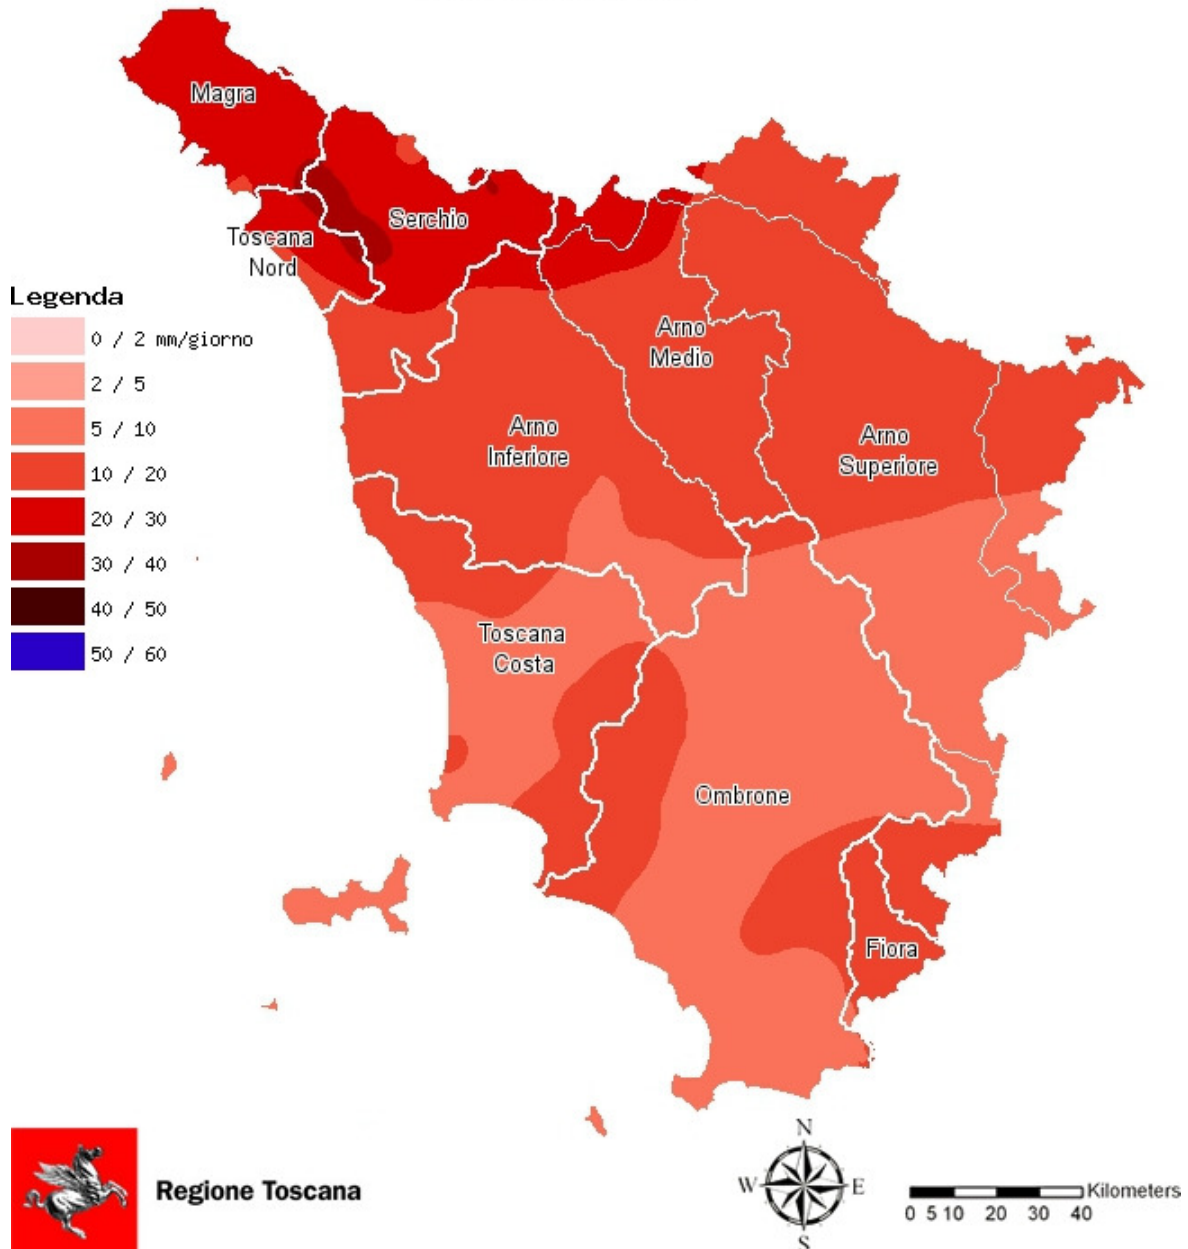 Magra
Serchio
Toscana
Nord
Legenda
0 / 2 mm/giorno
2 / 5
5 / 10
10 / 20
20 / 30
30 / 40
40 / 50
50 / 60
Arno
Medio
Arno
Inferiore
Arno
Superiore
Toscana
Costa
Ombrone
Fiora
Regione Toscana
N
W
E
S
Kilometers
0 5 10 20 30 40